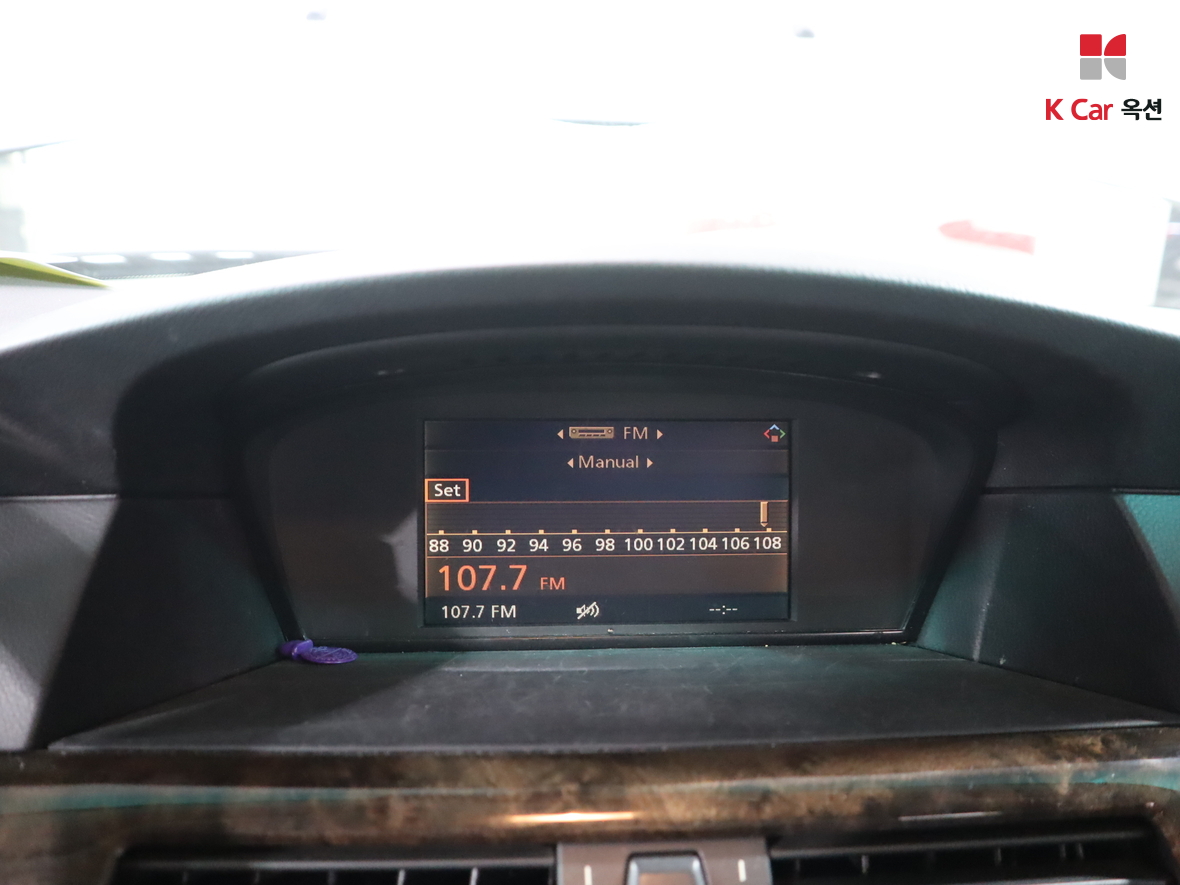 K Car 옥션
FM
Manual
Set
88 90 92 94 96 98 100 102 104 106 108
107.7 FM
107.7 FM --:--